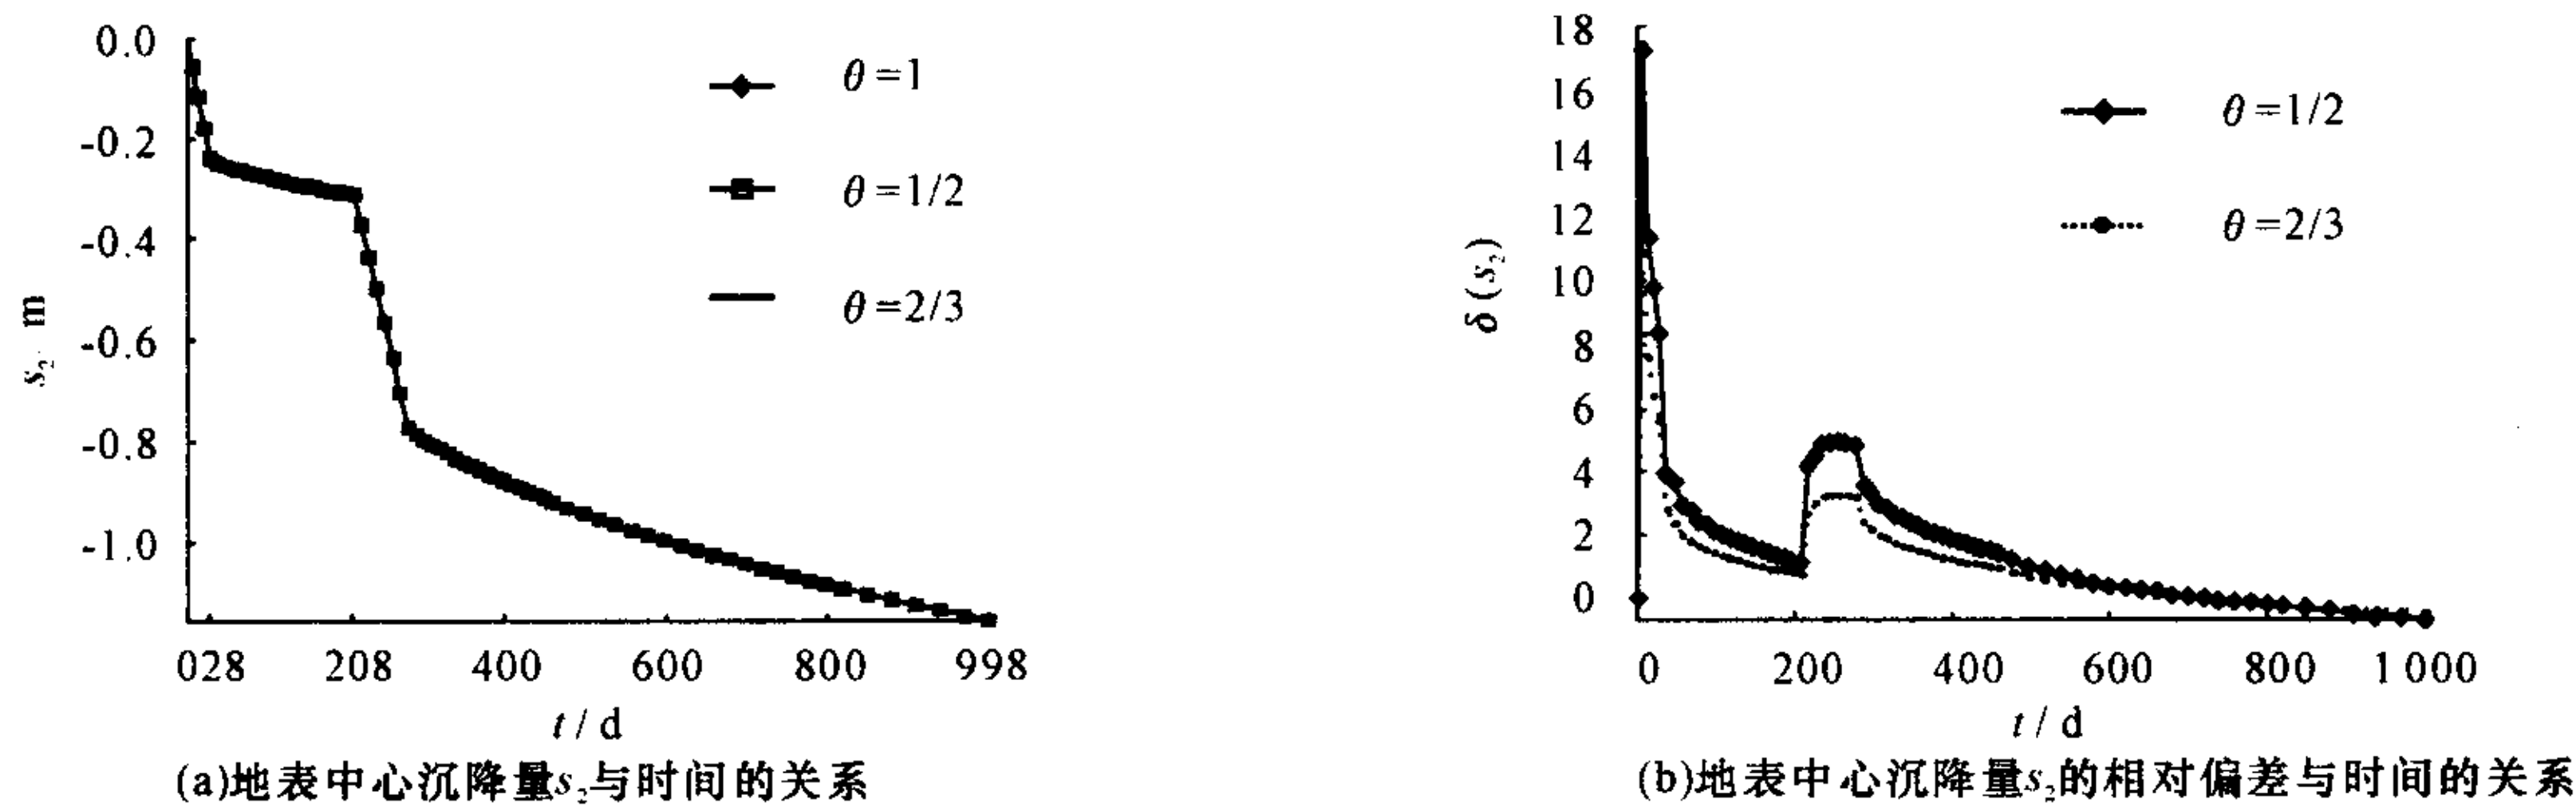 0.0
-0.2
-0.4
-0.6
-0.8
-1.0
s₂ m
θ=1
θ=1/2
θ=2/3
028 208 400 600 800 998
t / d
(a)地表中心沉降量s₂与时间的关系
18
16
14
12
10
8
6
4
2
0
δ(s₂)
θ=1/2
θ=2/3
0 200 400 600 800 1 000
t / d
(b)地表中心沉降量s₂的相对偏差与时间的关系